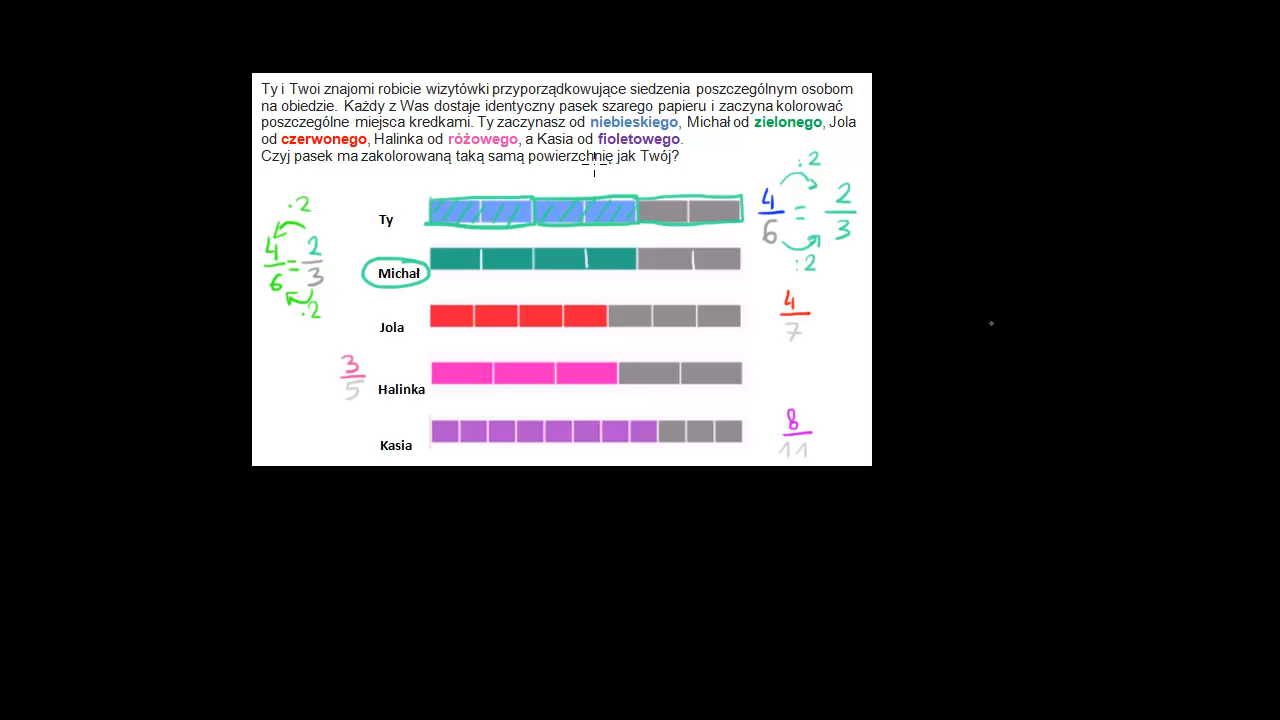 Ty i Twoi znajomi robicie wizytówki przyporządkowujące siedzenia poszczególnym osobom
na obiedzie. Każdy z Was dostaje identyczny pasek szarego papieru i zaczyna kolorować
poszczególne miejsca kredkami. Ty zaczynasz od niebieskiego, Michał od zielonego, Jola
od czerwonego, Halinka od różowego, a Kasia od fioletowego.
Czyj pasek ma zakolorowaną taką samą powierzchnię jak Twój?
:2
Ty
4/6 = 2/3
:2
·2
4/6 = 2/3
·2
Michał
Jola
4/7
3/5
Halinka
Kasia
8/11